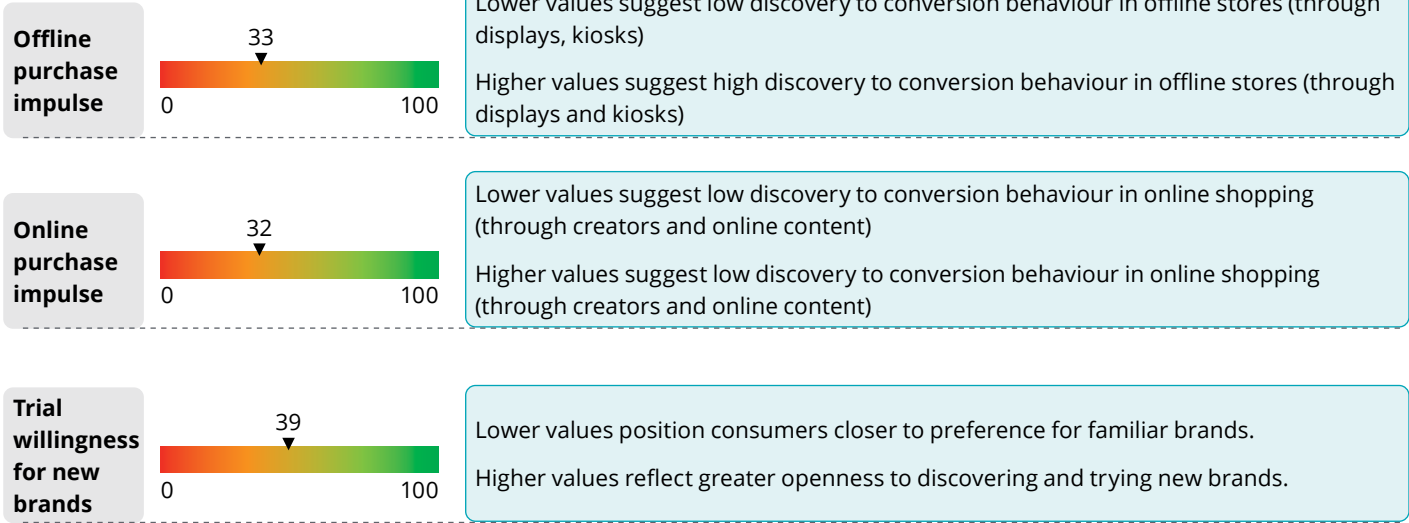 Offline
purchase
impulse
33
0
100
Lower values suggest low discovery to conversion behaviour in offline stores (through
displays, kiosks)
Higher values suggest high discovery to conversion behaviour in offline stores (through
displays and kiosks)
Online
purchase
impulse
32
0
100
Lower values suggest low discovery to conversion behaviour in online shopping
(through creators and online content)
Higher values suggest low discovery to conversion behaviour in online shopping
(through creators and online content)
Trial
willingness
for new
brands
39
0
100
Lower values position consumers closer to preference for familiar brands.
Higher values reflect greater openness to discovering and trying new brands.